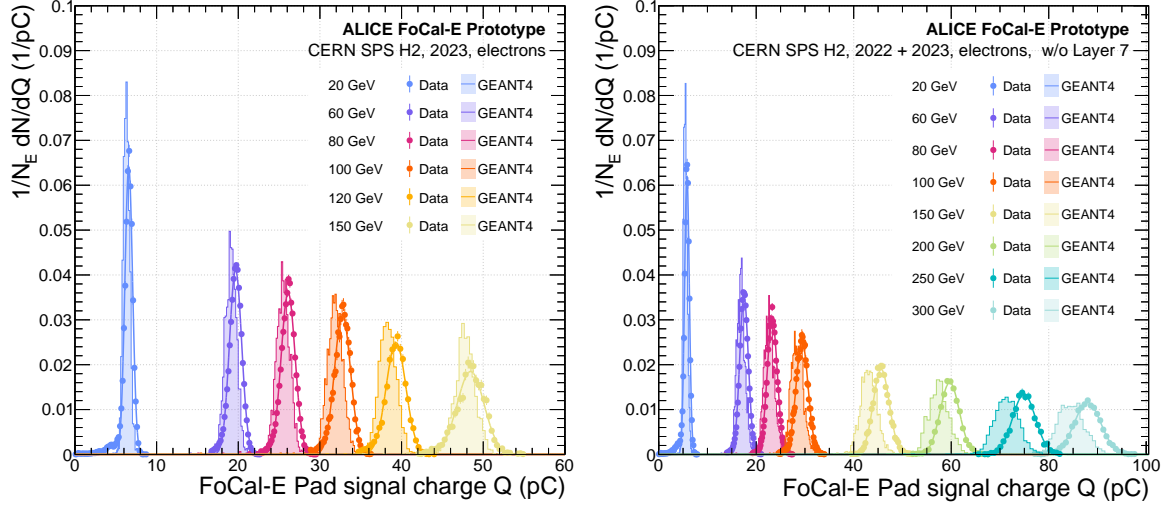 ALICE FoCal-E Prototype
CERN SPS H2, 2023, electrons
20 GeV Data GEANT4
60 GeV Data GEANT4
80 GeV Data GEANT4
100 GeV Data GEANT4
120 GeV Data GEANT4
150 GeV Data GEANT4
1/N_E dN/dQ (1/pC)
0.1
0.09
0.08
0.07
0.06
0.05
0.04
0.03
0.02
0.01
0
0 10 20 30 40 50 60
FoCal-E Pad signal charge Q (pC)
ALICE FoCal-E Prototype
CERN SPS H2, 2022 + 2023, electrons, w/o Layer 7
20 GeV Data GEANT4
60 GeV Data GEANT4
80 GeV Data GEANT4
100 GeV Data GEANT4
150 GeV Data GEANT4
200 GeV Data GEANT4
250 GeV Data GEANT4
300 GeV Data GEANT4
1/N_E dN/dQ (1/pC)
0.1
0.09
0.08
0.07
0.06
0.05
0.04
0.03
0.02
0.01
0
0 20 40 60 80 100
FoCal-E Pad signal charge Q (pC)